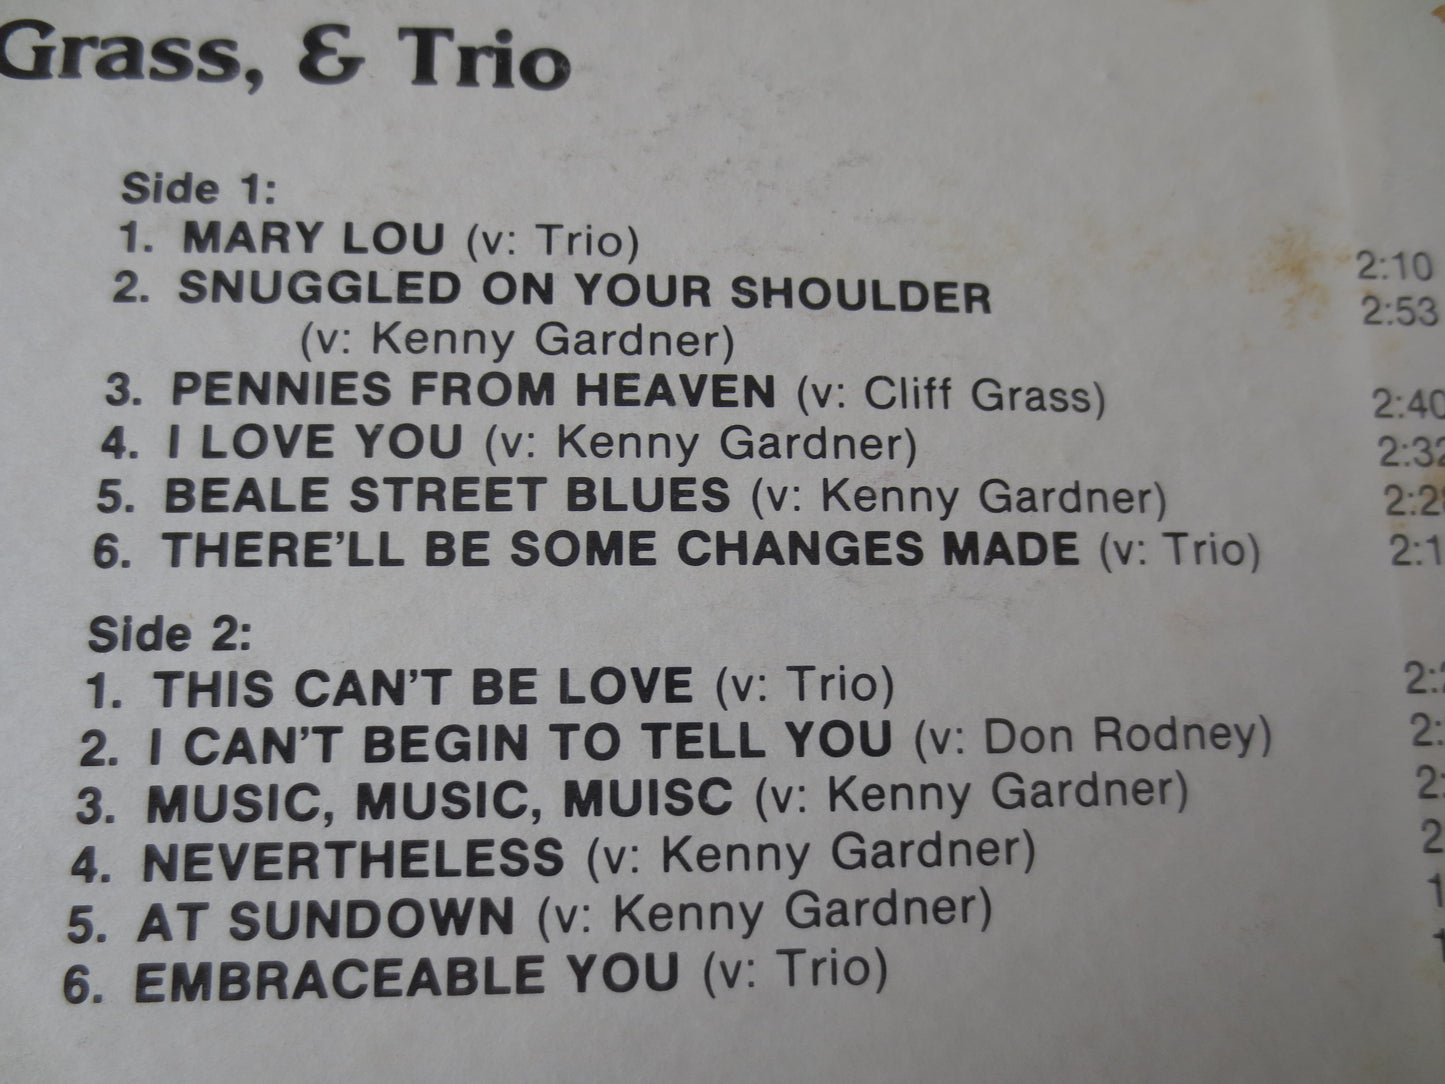 Grass, & Trio
Side 1:
1. MARY LOU (v: Trio) 2:10
2. SNUGGLED ON YOUR SHOULDER 2:53
(v: Kenny Gardner)
3. PENNIES FROM HEAVEN (v: Cliff Grass) 2:40
4. I LOVE YOU (v: Kenny Gardner) 2:32
5. BEALE STREET BLUES (v: Kenny Gardner)
6. THERE'LL BE SOME CHANGES MADE (v: Trio)
Side 2:
1. THIS CAN'T BE LOVE (v: Trio)
2. I CAN'T BEGIN TO TELL YOU (v: Don Rodney)
3. MUSIC, MUSIC, MUISC (v: Kenny Gardner)
4. NEVERTHELESS (v: Kenny Gardner)
5. AT SUNDOWN (v: Kenny Gardner)
6. EMBRACEABLE YOU (v: Trio)